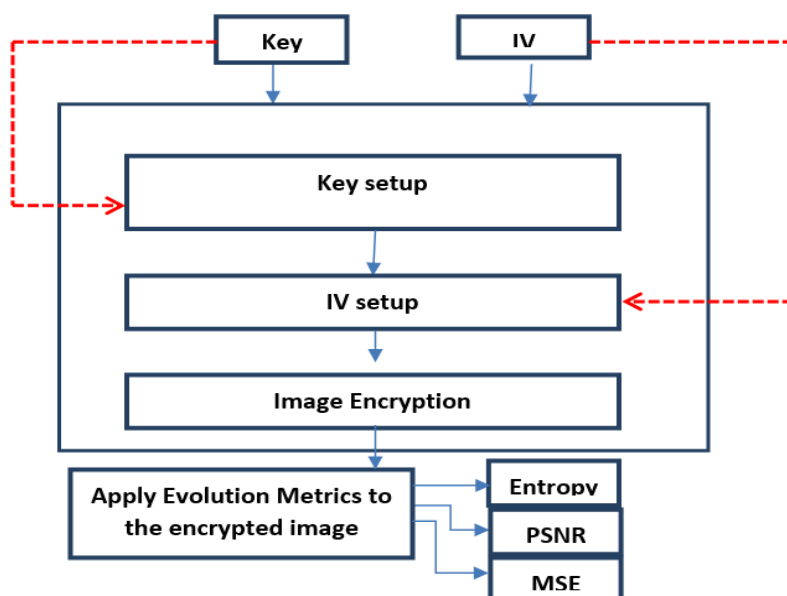 Key
IV
Key setup
IV setup
Image Encryption
Apply Evolution Metrics to
the encrypted image
Entropy
PSNR
MSE